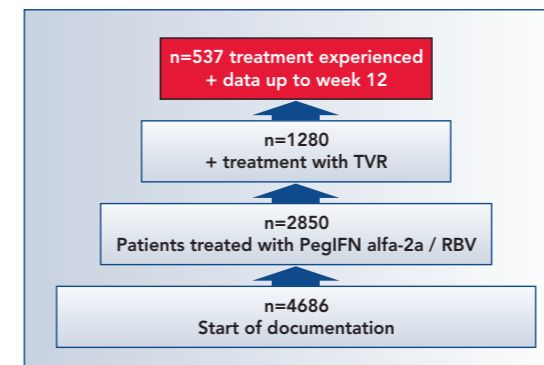 n=537 treatment experienced
+ data up to week 12
n=1280
+ treatment with TVR
n=2850
Patients treated with PegIFN alfa-2a / RBV
n=4686
Start of documentation